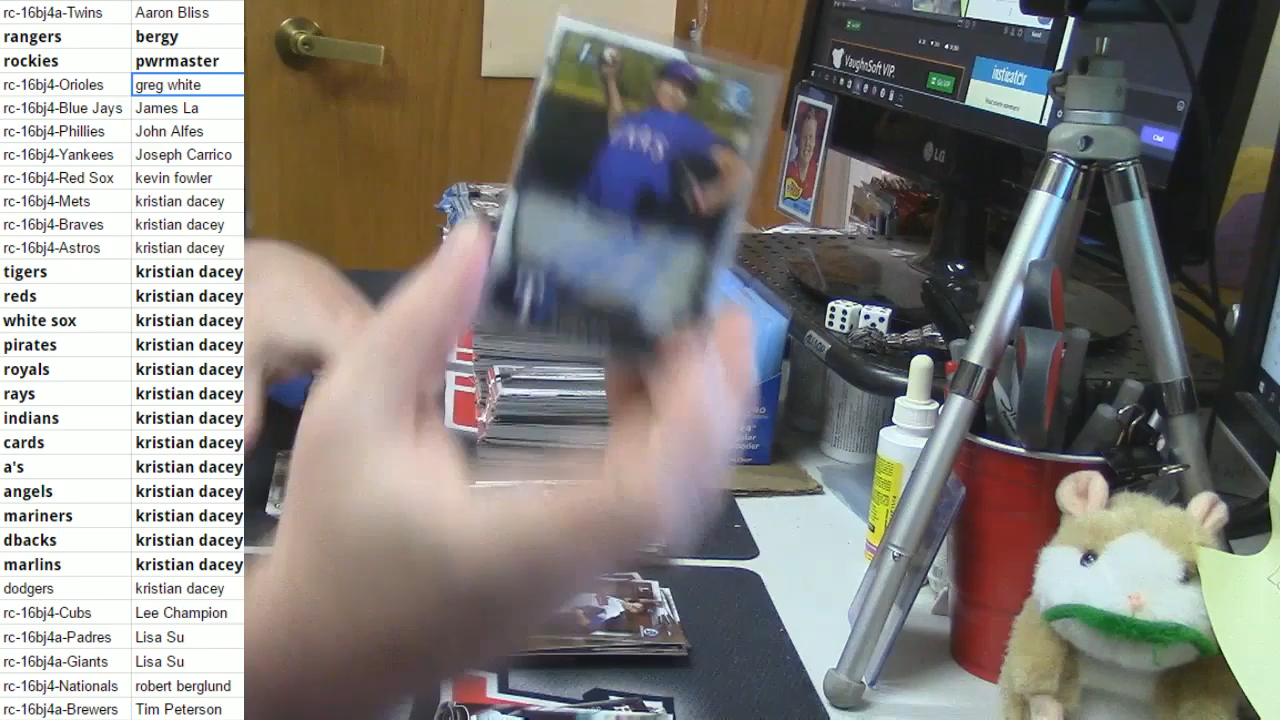 rc-16bj4a-Twins Aaron Bliss
rangers bergy
rockies pwrmaster
rc-16bj4-Orioles greg white
rc-16bj4-Blue Jays James La
rc-16bj4-Phillies John Alfes
rc-16bj4-Yankees Joseph Carrico
rc-16bj4-Red Sox kevin fowler
rc-16bj4-Mets kristian dacey
rc-16bj4-Braves kristian dacey
rc-16bj4-Astros kristian dacey
tigers kristian dacey
reds kristian dacey
white sox kristian dacey
pirates kristian dacey
royals kristian dacey
rays kristian dacey
indians kristian dacey
cards kristian dacey
a's kristian dacey
angels kristian dacey
mariners kristian dacey
dbacks kristian dacey
marlins kristian dacey
dodgers kristian dacey
rc-16bj4-Cubs Lee Champion
rc-16bj4a-Padres Lisa Su
rc-16bj4a-Giants Lisa Su
rc-16bj4-Nationals robert berglund
rc-16bj4a-Brewers Tim Peterson
VaughnSoft VIP.
insticator
LG